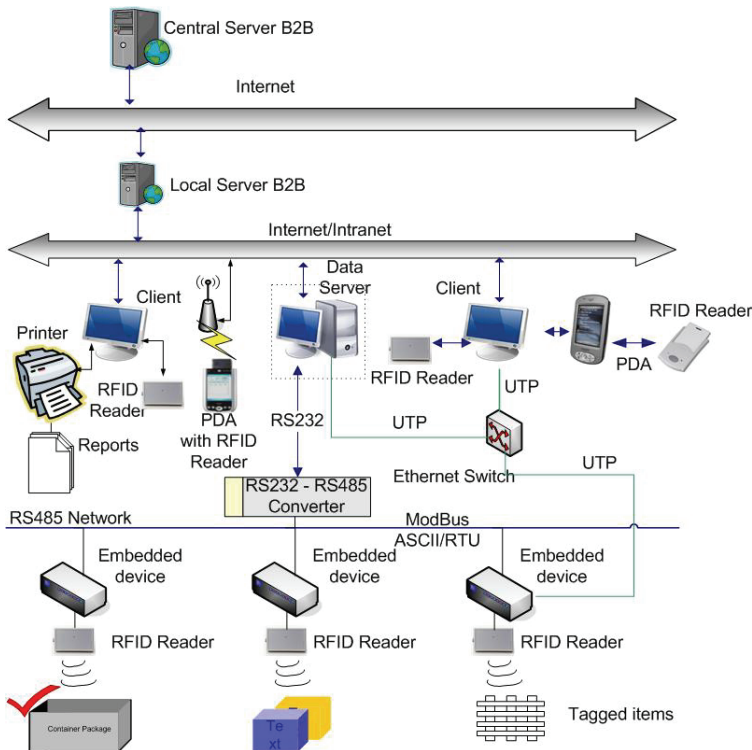 Central Server B2B
Internet
Local Server B2B
Internet/Intranet
Client
Data
Server
Client
RFID Reader
Printer
RFID
Reader
PDA
with RFID
Reader
RFID Reader
PDA
UTP
Reports
RS232
UTP
Ethernet Switch
UTP
RS232 - RS485
Converter
RS485 Network
ModBus
ASCII/RTU
Embedded
device
Embedded
device
Embedded
device
RFID Reader
RFID Reader
RFID Reader
Container Package
Te
xt
Tagged items